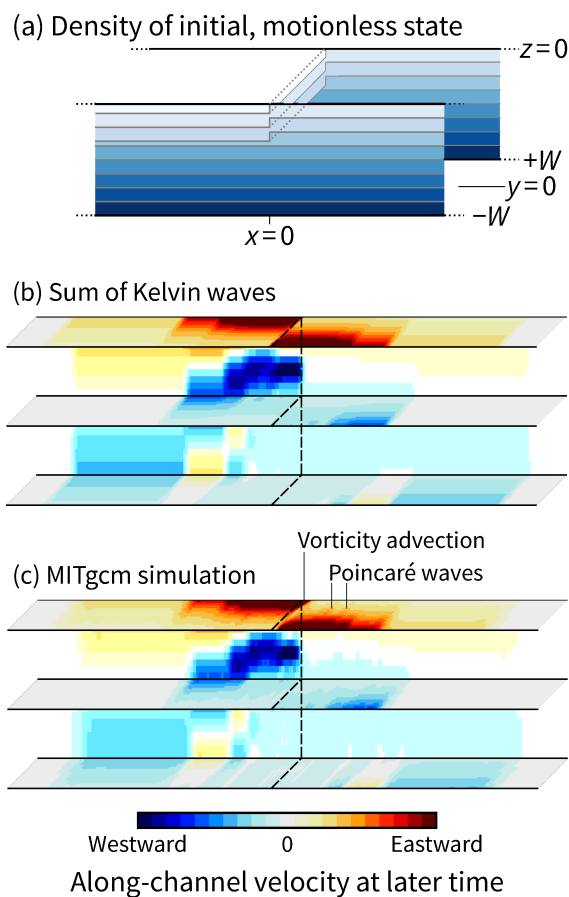 (a) Density of initial, motionless state
z=0
+W
y=0
−W
x=0
(b) Sum of Kelvin waves
Vorticity advection
(c) MITgcm simulation
Poincaré waves
Westward 0 Eastward
Along-channel velocity at later time